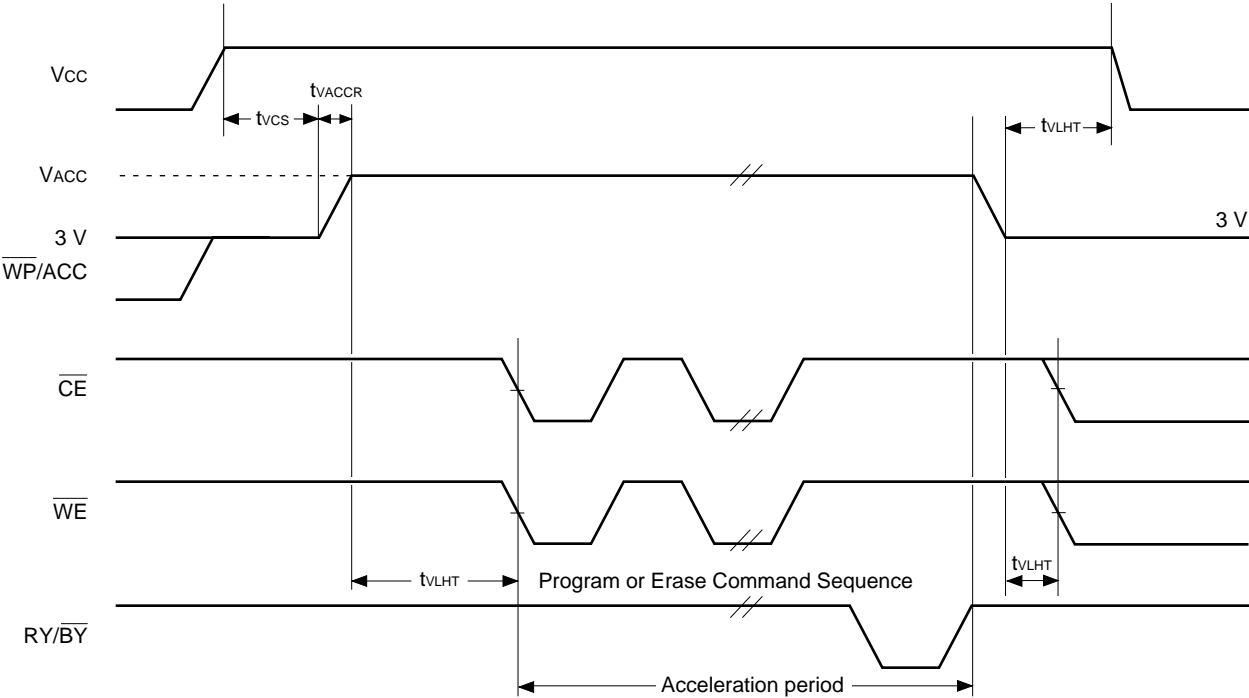 VCC
tVACCR
tVCS
tVLHT
VACC
3 V
3 V
WP/ACC
CE
WE
tVLHT
Program or Erase Command Sequence
tVLHT
RY/BY
Acceleration period